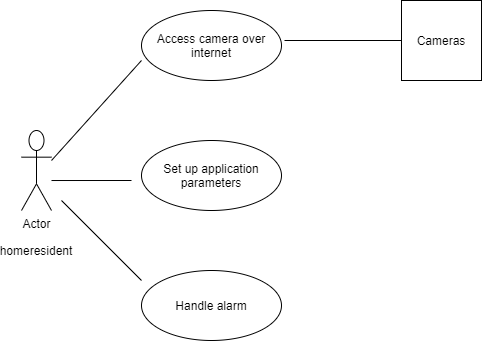 Access camera over
internet
Cameras
Set up application
parameters
Actor
homeresident
Handle alarm